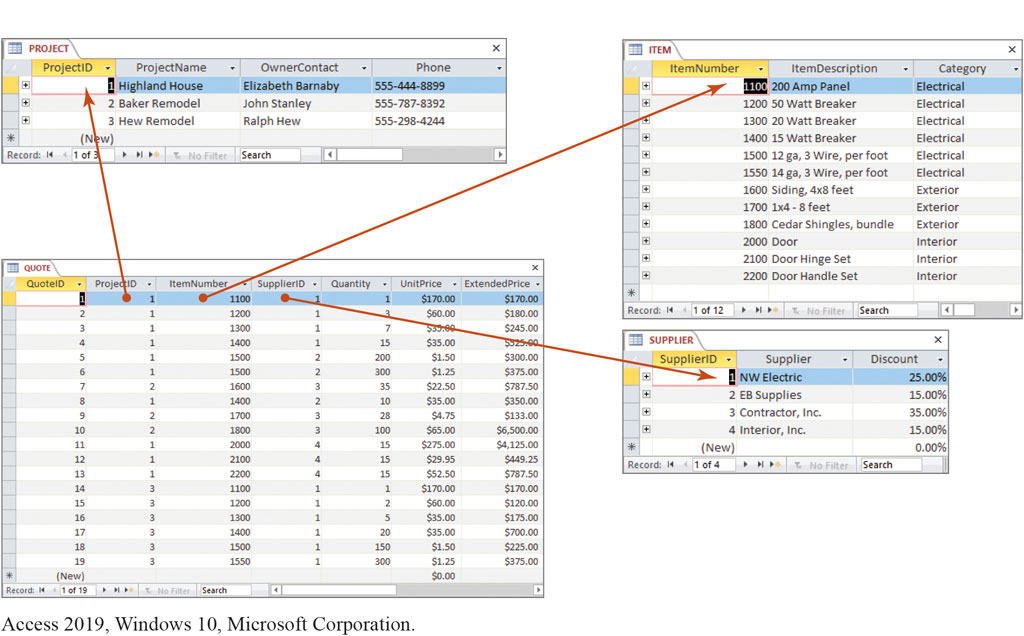 PROJECT
ProjectID ProjectName OwnerContact Phone
1 Highland House Elizabeth Barnaby 555-444-8899
2 Baker Remodel John Stanley 555-787-8392
3 Hew Remodel Ralph Hew 555-298-4244
(New)
Record: 1 of 3 No Filter Search
ITEM
ItemNumber ItemDescription Category
1100 200 Amp Panel Electrical
1200 50 Watt Breaker Electrical
1300 20 Watt Breaker Electrical
1400 15 Watt Breaker Electrical
1500 12 ga, 3 Wire, per foot Electrical
1550 14 ga, 3 Wire, per foot Electrical
1600 Siding, 4x8 feet Exterior
1700 1x4 - 8 feet Exterior
1800 Cedar Shingles, bundle Exterior
2000 Door Interior
2100 Door Hinge Set Interior
2200 Door Handle Set Interior
Record: 1 of 12 No Filter Search
QUOTE
QuoteID ProjectID ItemNumber SupplierID Quantity UnitPrice ExtendedPrice
1 1 1100 1 1 $170.00 $170.00
2 1 1200 1 3 $60.00 $180.00
3 1 1300 1 7 $35.00 $245.00
4 1 1400 1 15 $35.00 $525.00
5 1 1500 2 200 $1.50 $300.00
6 1 1500 2 300 $1.25 $375.00
7 2 1600 3 35 $22.50 $787.50
8 1 1400 2 10 $35.00 $350.00
9 2 1700 3 28 $4.75 $133.00
10 2 1800 3 100 $65.00 $6,500.00
11 1 2000 4 15 $275.00 $4,125.00
12 1 2100 4 15 $29.95 $449.25
13 1 2200 4 15 $52.50 $787.50
14 3 1100 1 1 $170.00 $170.00
15 3 1200 1 2 $60.00 $120.00
16 3 1300 1 5 $35.00 $175.00
17 3 1400 1 20 $35.00 $700.00
18 3 1500 1 150 $1.50 $225.00
19 3 1550 1 300 $1.25 $375.00
(New) $0.00
Record: 1 of 19 No Filter Search
SUPPLIER
SupplierID Supplier Discount
1 NW Electric 25.00%
2 EB Supplies 15.00%
3 Contractor, Inc. 35.00%
4 Interior, Inc. 15.00%
(New) 0.00%
Record: 1 of 4 No Filter Search
Access 2019, Windows 10, Microsoft Corporation.